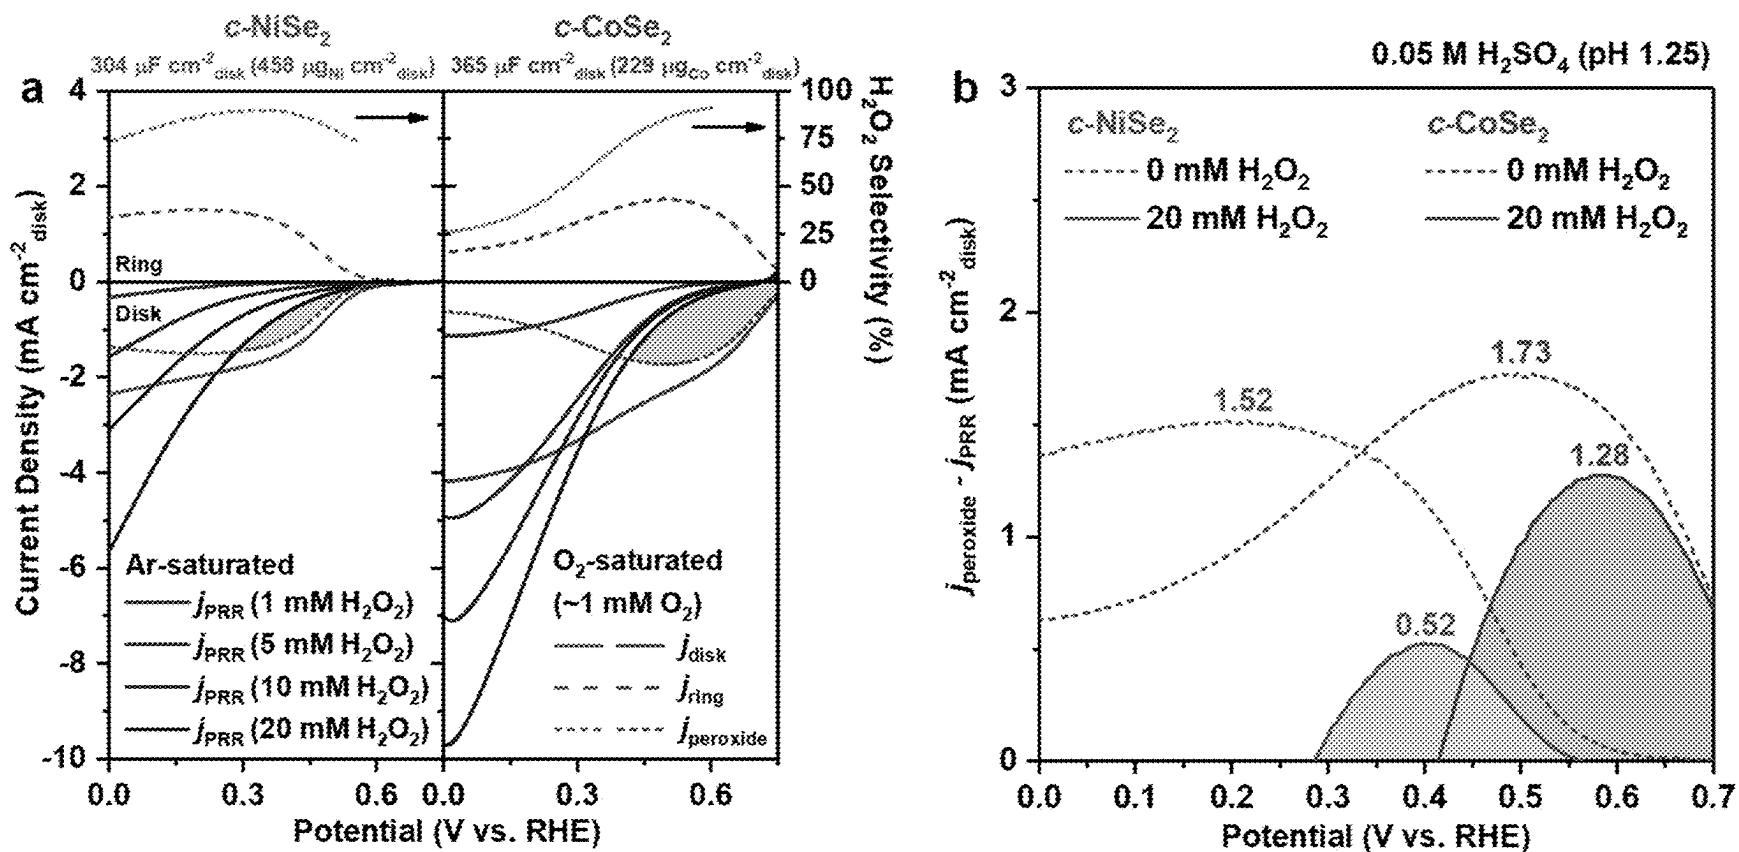 c-NiSe2
c-CoSe2
304 μF cm-2disk (458 μgNi cm-2disk)
365 μF cm-2disk (229 μgCo cm-2disk)
a
4
2
0
-2
-4
-6
-8
-10
Current Density (mA cm-2disk)
100
75
50
25
0
H2O2 Selectivity (%)
Ring
Disk
Ar-saturated
jPRR (1 mM H2O2)
jPRR (5 mM H2O2)
jPRR (10 mM H2O2)
jPRR (20 mM H2O2)
O2-saturated
(~1 mM O2)
jdisk
jring
jperoxide
0.0 0.3 0.6 0.0 0.3 0.6
Potential (V vs. RHE)
b
0.05 M H2SO4 (pH 1.25)
3
2
1
0
jperoxide - jPRR (mA cm-2disk)
c-NiSe2
0 mM H2O2
20 mM H2O2
c-CoSe2
0 mM H2O2
20 mM H2O2
1.52
1.73
1.28
0.52
0.0 0.1 0.2 0.3 0.4 0.5 0.6 0.7
Potential (V vs. RHE)